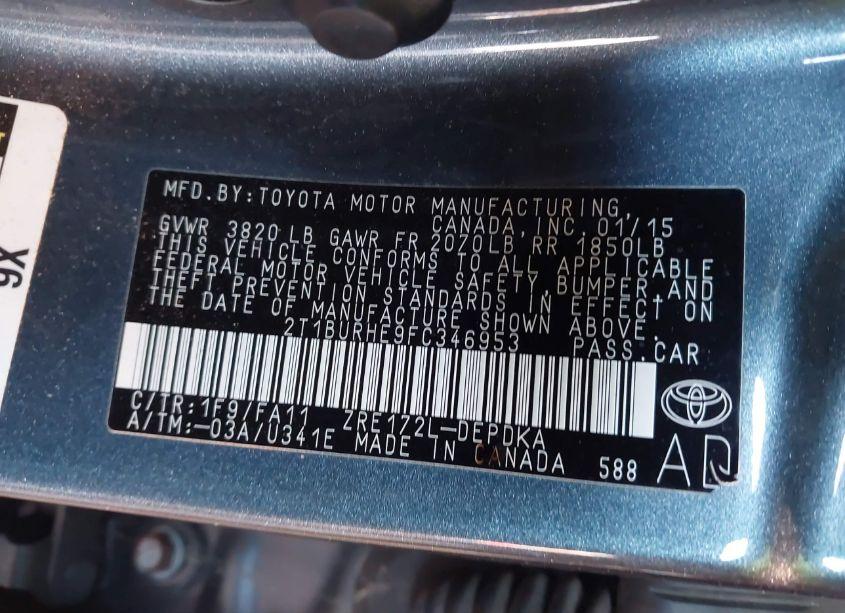 MFD.BY:TOYOTA MOTOR MANUFACTURING,
CANADA,INC. 01/15
GVWR 3820 LB GAWR FR 2070LB RR 1850LB
THIS VEHICLE CONFORMS TO ALL APPLICABLE
FEDERAL MOTOR VEHICLE SAFETY,BUMPER,AND
THEFT PREVENTION STANDARDS IN EFFECT ON
THE DATE OF MANUFACTURE SHOWN ABOVE.
2T1BURHE9FC346953 PASS.CAR
C/TR:1F9/FA11 ZRE172L-DEPDKA
A/TM:-03A/U341E MADE IN CANADA 588
AD
9X